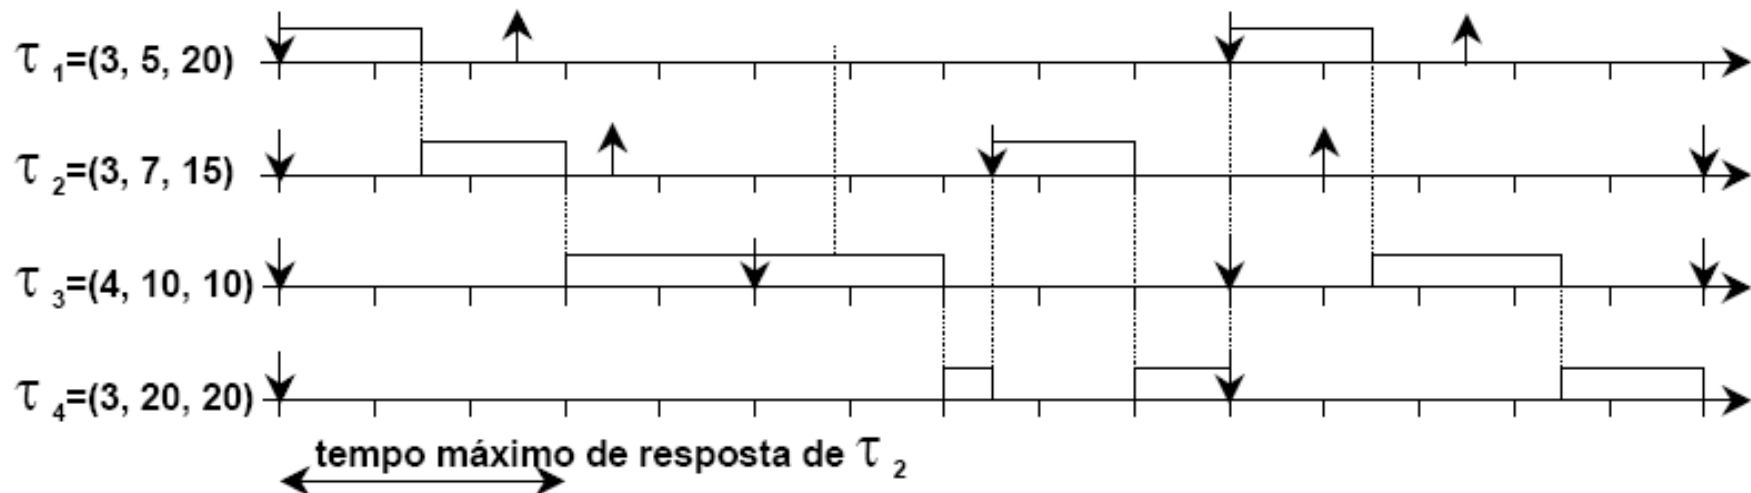 τ 1=(3, 5, 20)
τ 2=(3, 7, 15)
τ 3=(4, 10, 10)
τ 4=(3, 20, 20)
tempo máximo de resposta de τ 2